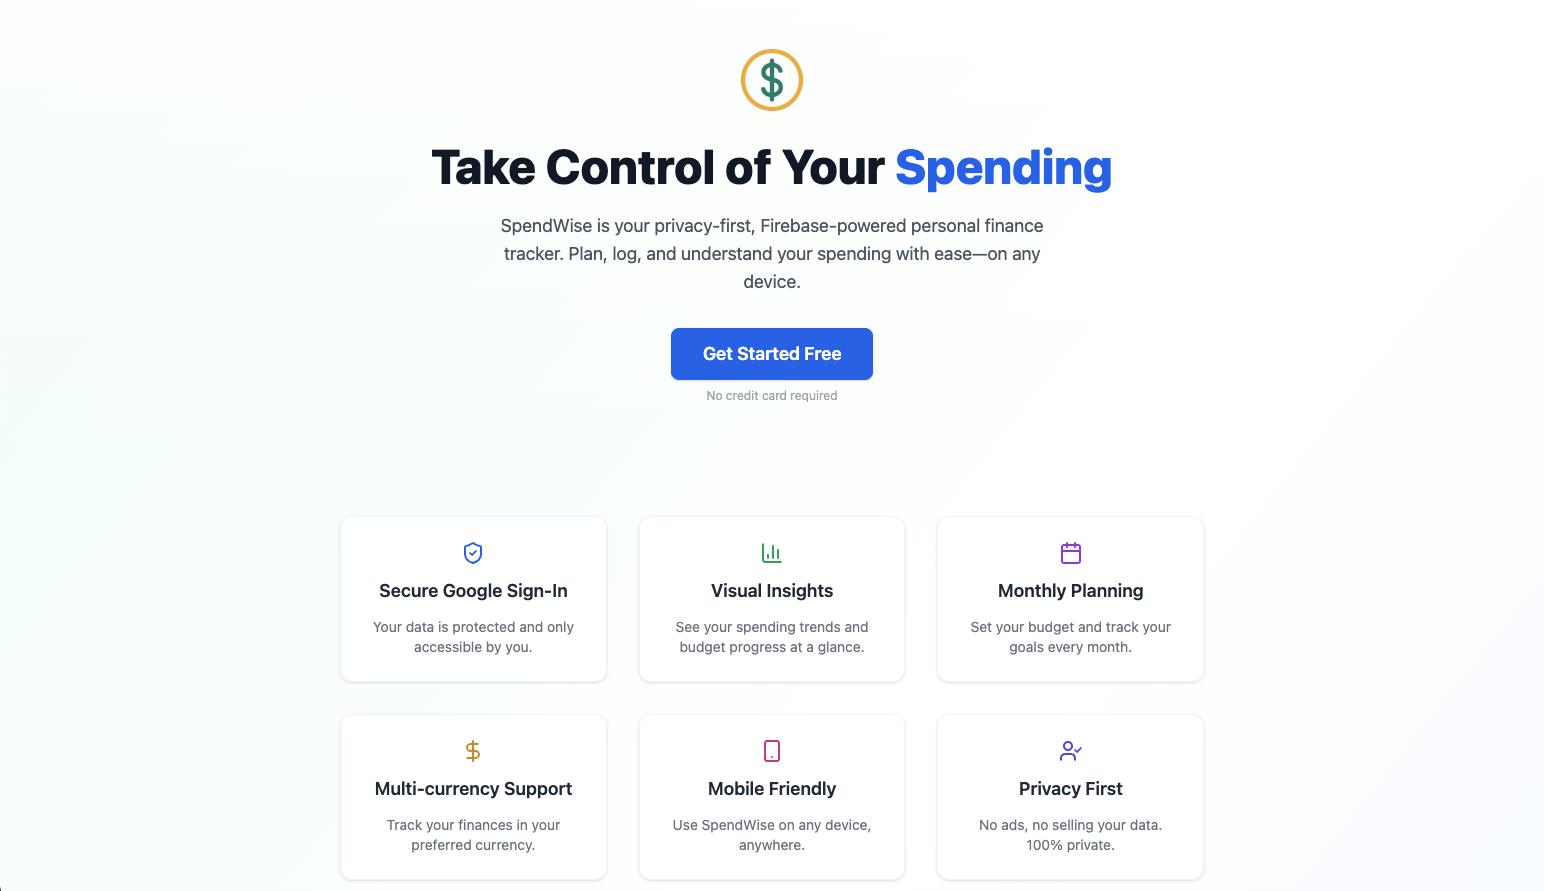 $
Take Control of Your Spending
SpendWise is your privacy-first, Firebase-powered personal finance
tracker. Plan, log, and understand your spending with ease—on any
device.
Get Started Free
No credit card required
Secure Google Sign-In
Your data is protected and only
accessible by you.
Visual Insights
See your spending trends and
budget progress at a glance.
Monthly Planning
Set your budget and track your
goals every month.
$
Multi-currency Support
Track your finances in your
preferred currency.
Mobile Friendly
Use SpendWise on any device,
anywhere.
Privacy First
No ads, no selling your data.
100% private.